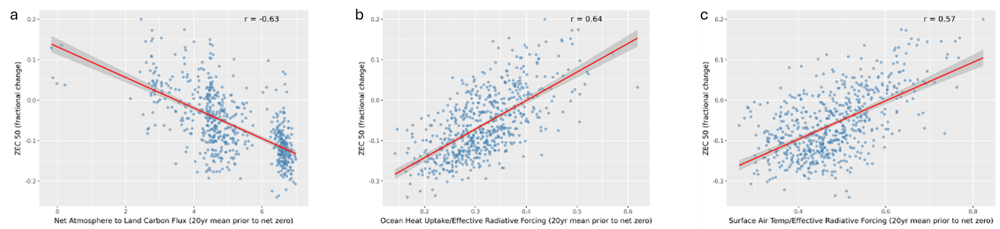 a
r = -0.63
0.2
0.1
0.0
-0.1
-0.2
ZEC 50 (fractional change)
0
2
4
6
Net Atmosphere to Land Carbon Flux (20yr mean prior to net zero)
b
r = 0.64
0.2
0.1
0.0
-0.1
-0.2
ZEC 50 (fractional change)
0.2
0.3
0.4
0.5
0.6
Ocean Heat Uptake/Effective Radiative Forcing (20yr mean prior to net zero)
c
r = 0.57
0.2
0.1
0.0
-0.1
-0.2
ZEC 50 (fractional change)
0.4
0.6
0.8
Surface Air Temp/Effective Radiative Forcing (20yr mean prior to net zero)